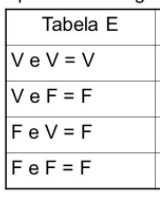 Tabela E
V e V = V
V e F = F
F e V = F
F e F = F